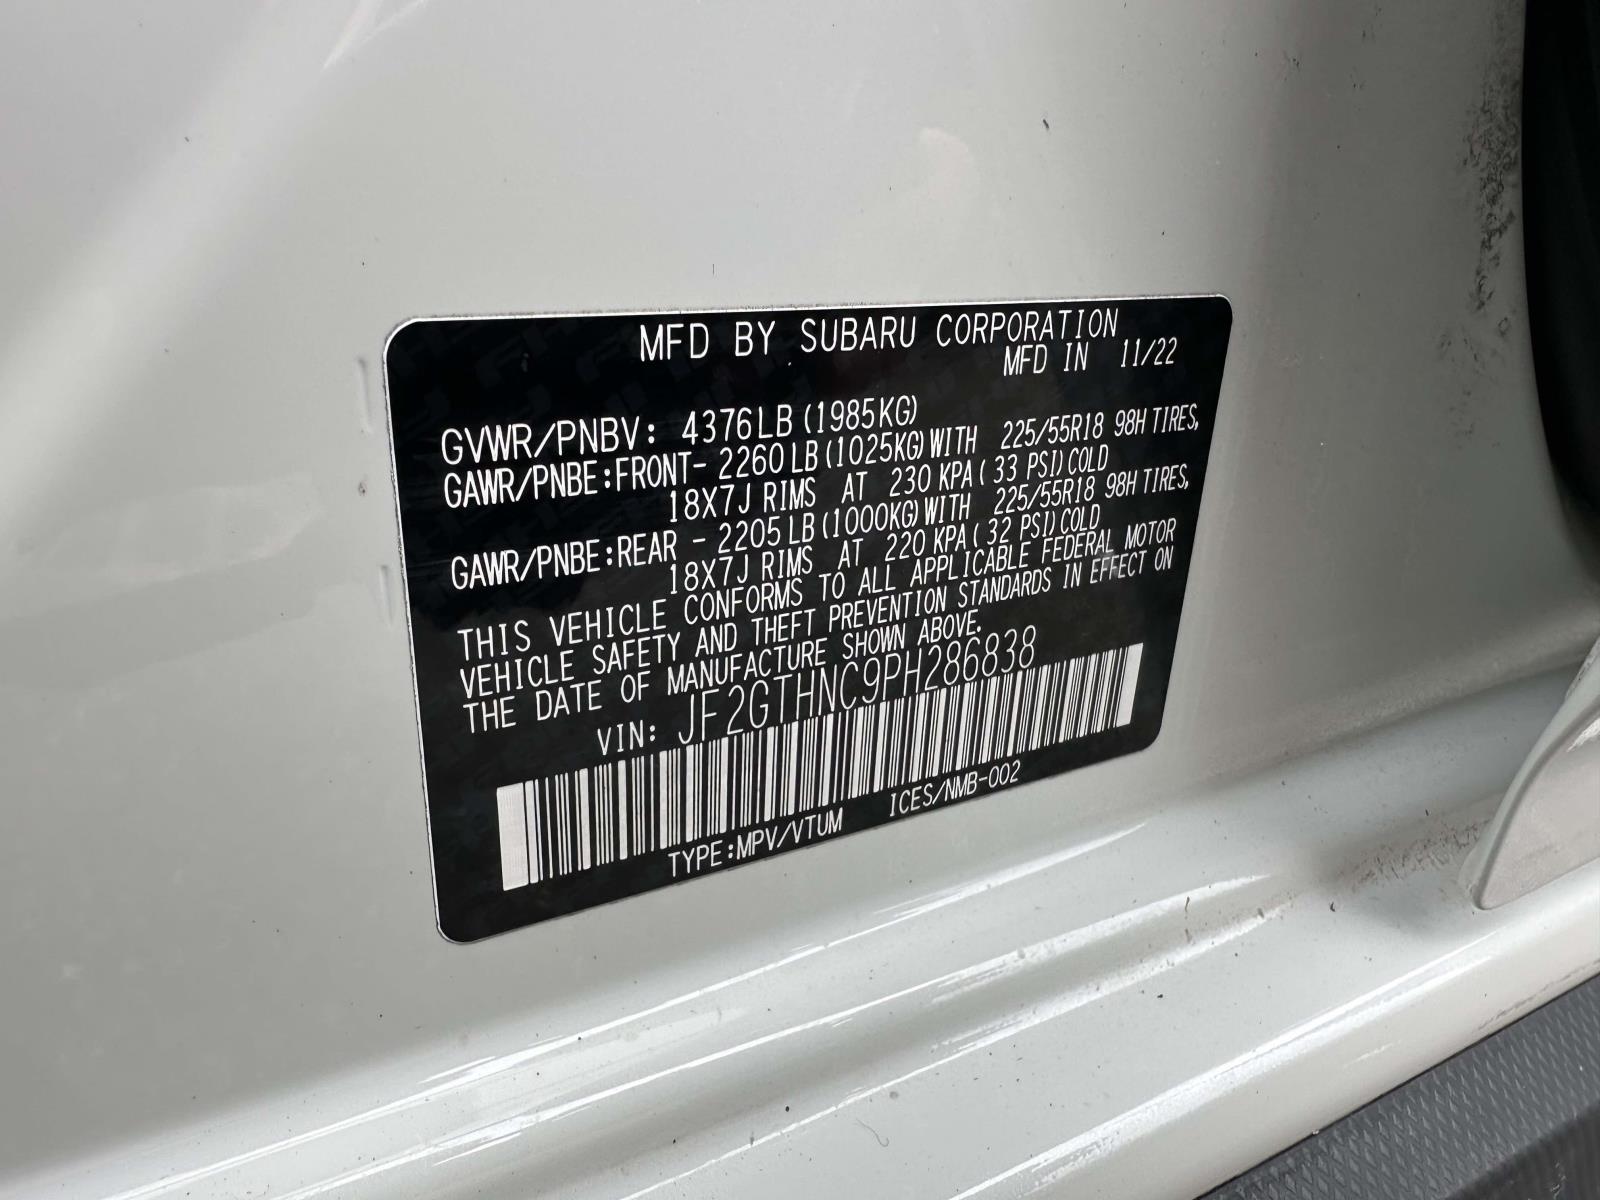 MFD BY SUBARU CORPORATION
MFD IN 11/22
GVWR/PNBV: 4376LB (1985KG)
GAWR/PNBE:FRONT- 2260LB (1025KG)WITH 225/55R18 98H TIRES,
18X7J RIMS AT 230 KPA( 33 PSI)COLD
GAWR/PNBE:REAR - 2205LB (1000KG)WITH 225/55R18 98H TIRES,
18X7J RIMS AT 220 KPA( 32 PSI)COLD
THIS VEHICLE CONFORMS TO ALL APPLICABLE FEDERAL MOTOR
VEHICLE SAFETY AND THEFT PREVENTION STANDARDS IN EFFECT ON
THE DATE OF MANUFACTURE SHOWN ABOVE.
VIN: JF2GTHNC9PH286838
TYPE:MPV/VTUM ICES/NMB-002